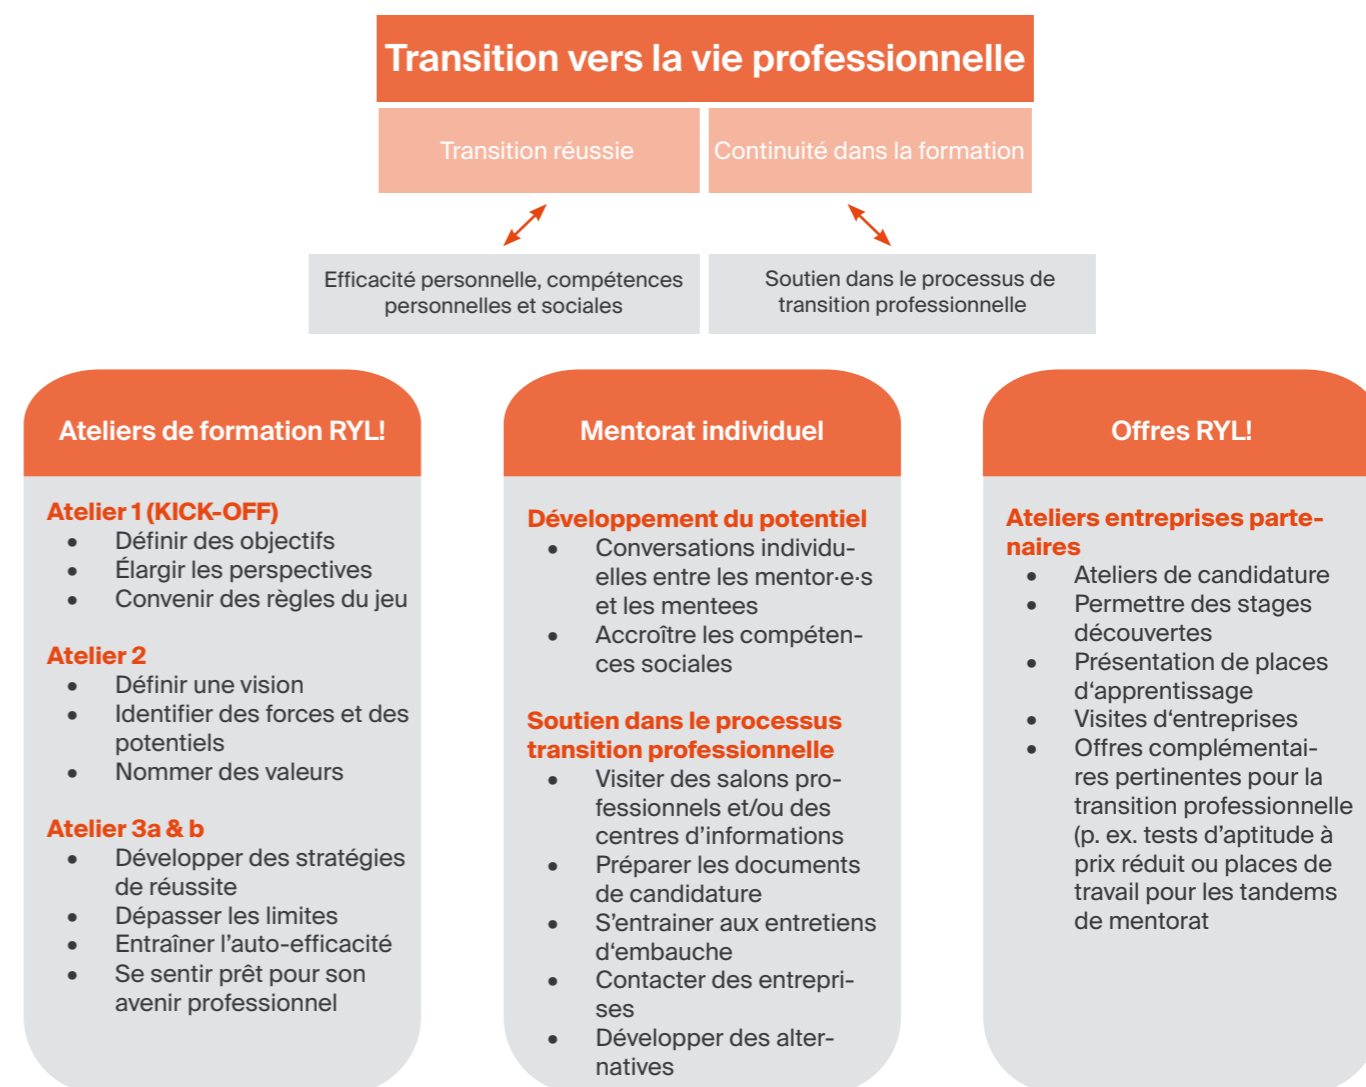 Transition vers la vie professionnelle
Transition réussie
Continuité dans la formation
Efficacité personnelle, compétences
personnelles et sociales
Soutien dans le processus de
transition professionnelle
Ateliers de formation RYL!
Atelier 1 (KICK-OFF)
• Définir des objectifs
• Élargir les perspectives
• Convenir des règles du jeu
Atelier 2
• Définir une vision
• Identifier des forces et des
potentiels
• Nommer des valeurs
Atelier 3a & b
• Développer des stratégies
de réussite
• Dépasser les limites
• Entraîner l’auto-efficacité
• Se sentir prêt pour son
avenir professionnel
Mentorat individuel
Développement du potentiel
• Conversations individu-
elles entre les mentor·e·s
et les mentees
• Accroître les compéten-
ces sociales
Soutien dans le processus
transition professionnelle
• Visiter des salons pro-
fessionnels et/ou des
centres d’informations
• Préparer les documents
de candidature
• S’entrainer aux entretiens
d‘embauche
• Contacter des entrepri-
ses
• Développer des alter-
natives
Offres RYL!
Ateliers entreprises parte-
naires
• Ateliers de candidature
• Permettre des stages
découvertes
• Présentation de places
d‘apprentissage
• Visites d‘entreprises
• Offres complémentai-
res pertinentes pour la
transition professionnelle
(p. ex. tests d’aptitude à
prix réduit ou places de
travail pour les tandems
de mentorat